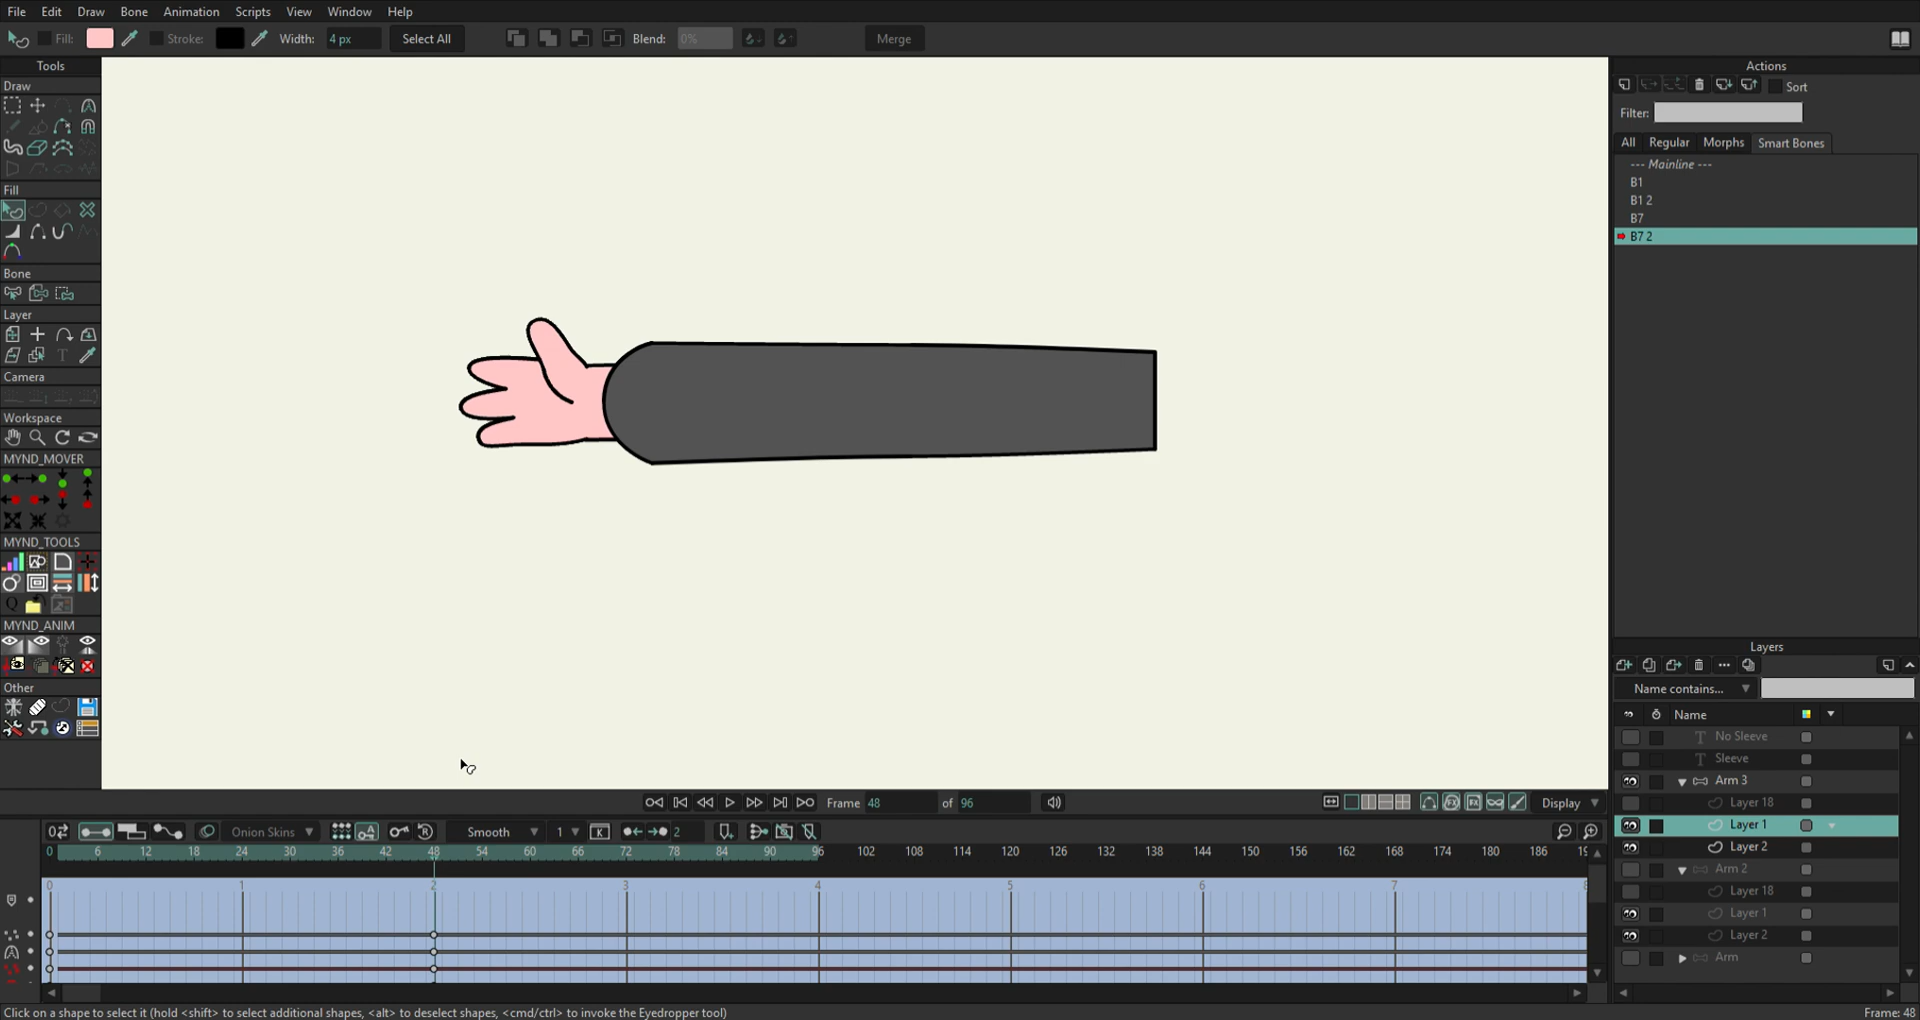 File Edit Draw Bone Animation Scripts View Window Help
Fill: Stroke: Width: 4 px Select All Blend: 0% Merge
Tools
Draw
Fill
Bone
Layer
Camera
Workspace
MYND_MOVER
MYND_TOOLS
MYND_ANIM
Other
Actions
Sort
Filter:
All Regular Morphs Smart Bones
--- Mainline ---
B1
B1 2
B7
B7 2
Layers
Name contains...
Name
No Sleeve
Sleeve
Arm 3
Layer 18
Layer 1
Layer 2
Arm 2
Layer 18
Layer 1
Layer 2
Arm
Frame 48 of 96 Display
Onion Skins Smooth 1 2
0 6 12 18 24 30 36 42 48 54 60 66 72 78 84 90 96 102 108 114 120 126 132 138 144 150 156 162 168 174 180 186
0 1 2 3 4 5 6 7
Click on a shape to select it (hold <shift> to select additional shapes, <alt> to deselect shapes, <cmd/ctrl> to invoke the Eyedropper tool) Frame: 48